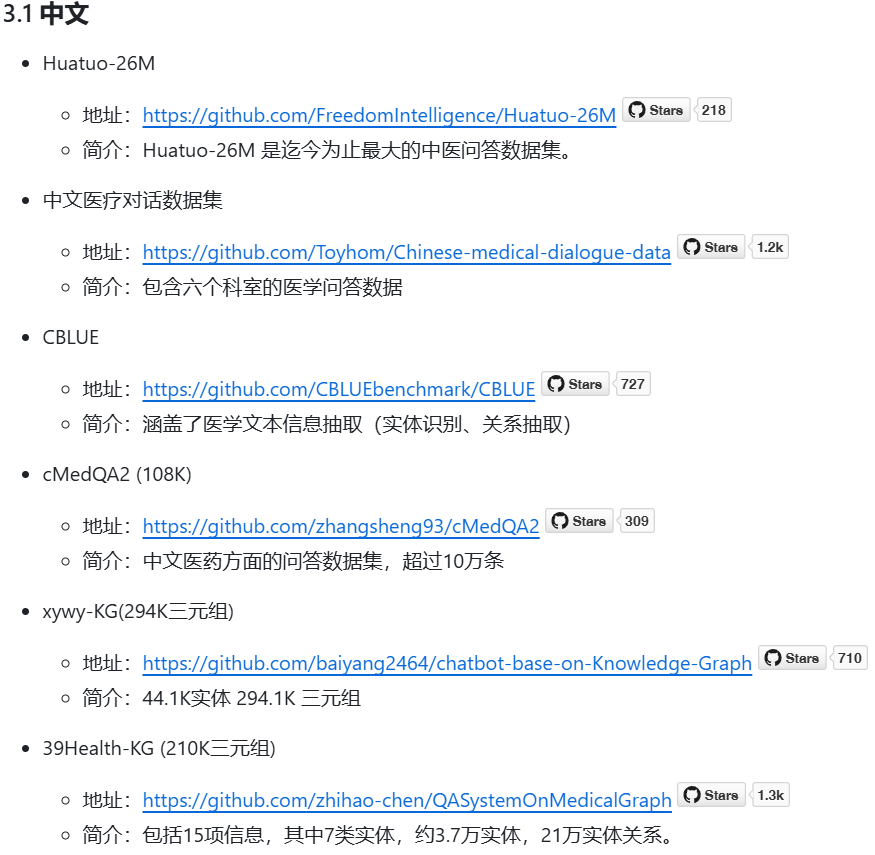 3.1 中文
Huatuo-26M
地址：https://github.com/FreedomIntelligence/Huatuo-26M Stars 218
简介：Huatuo-26M 是迄今为止最大的中医问答数据集。
中文医疗对话数据集
地址：https://github.com/Toyhom/Chinese-medical-dialogue-data Stars 1.2k
简介：包含六个科室的医学问答数据
CBLUE
地址：https://github.com/CBLUEbenchmark/CBLUE Stars 727
简介：涵盖了医学文本信息抽取（实体识别、关系抽取）
cMedQA2 (108K)
地址：https://github.com/zhangsheng93/cMedQA2 Stars 309
简介：中文医药方面的问答数据集，超过10万条
xywy-KG(294K三元组)
地址：https://github.com/baiyang2464/chatbot-base-on-Knowledge-Graph Stars 710
简介：44.1K实体 294.1K 三元组
39Health-KG (210K三元组)
地址：https://github.com/zhihao-chen/QASystemOnMedicalGraph Stars 1.3k
简介：包括15项信息，其中7类实体，约3.7万实体，21万实体关系。